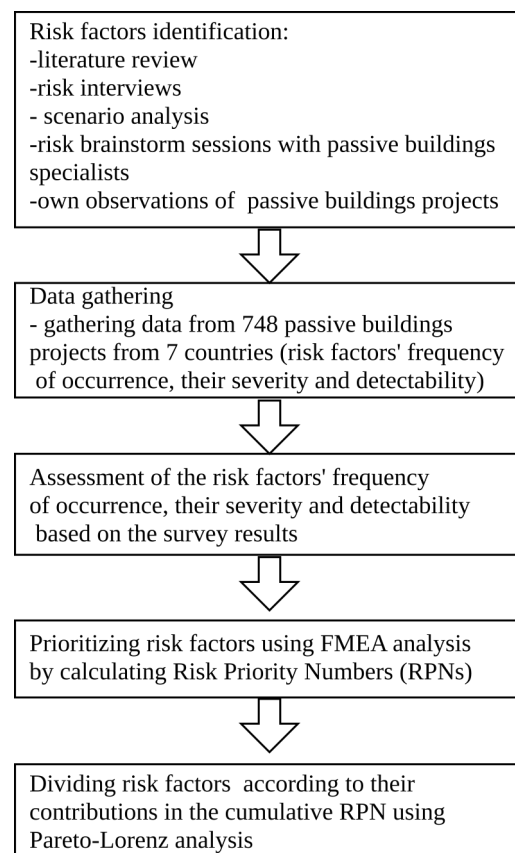 Risk factors identification:
-literature review
-risk interviews
- scenario analysis
-risk brainstorm sessions with passive buildings
specialists
-own observations of  passive buildings projects
Data gathering
- gathering data from 748 passive buildings
projects from 7 countries (risk factors' frequency
of occurrence, their severity and detectability)
Assessment of the risk factors' frequency
of occurrence, their severity and detectability
based on the survey results
Prioritizing risk factors using FMEA analysis
by calculating Risk Priority Numbers (RPNs)
Dividing risk factors  according to their
contributions in the cumulative RPN using
Pareto-Lorenz analysis